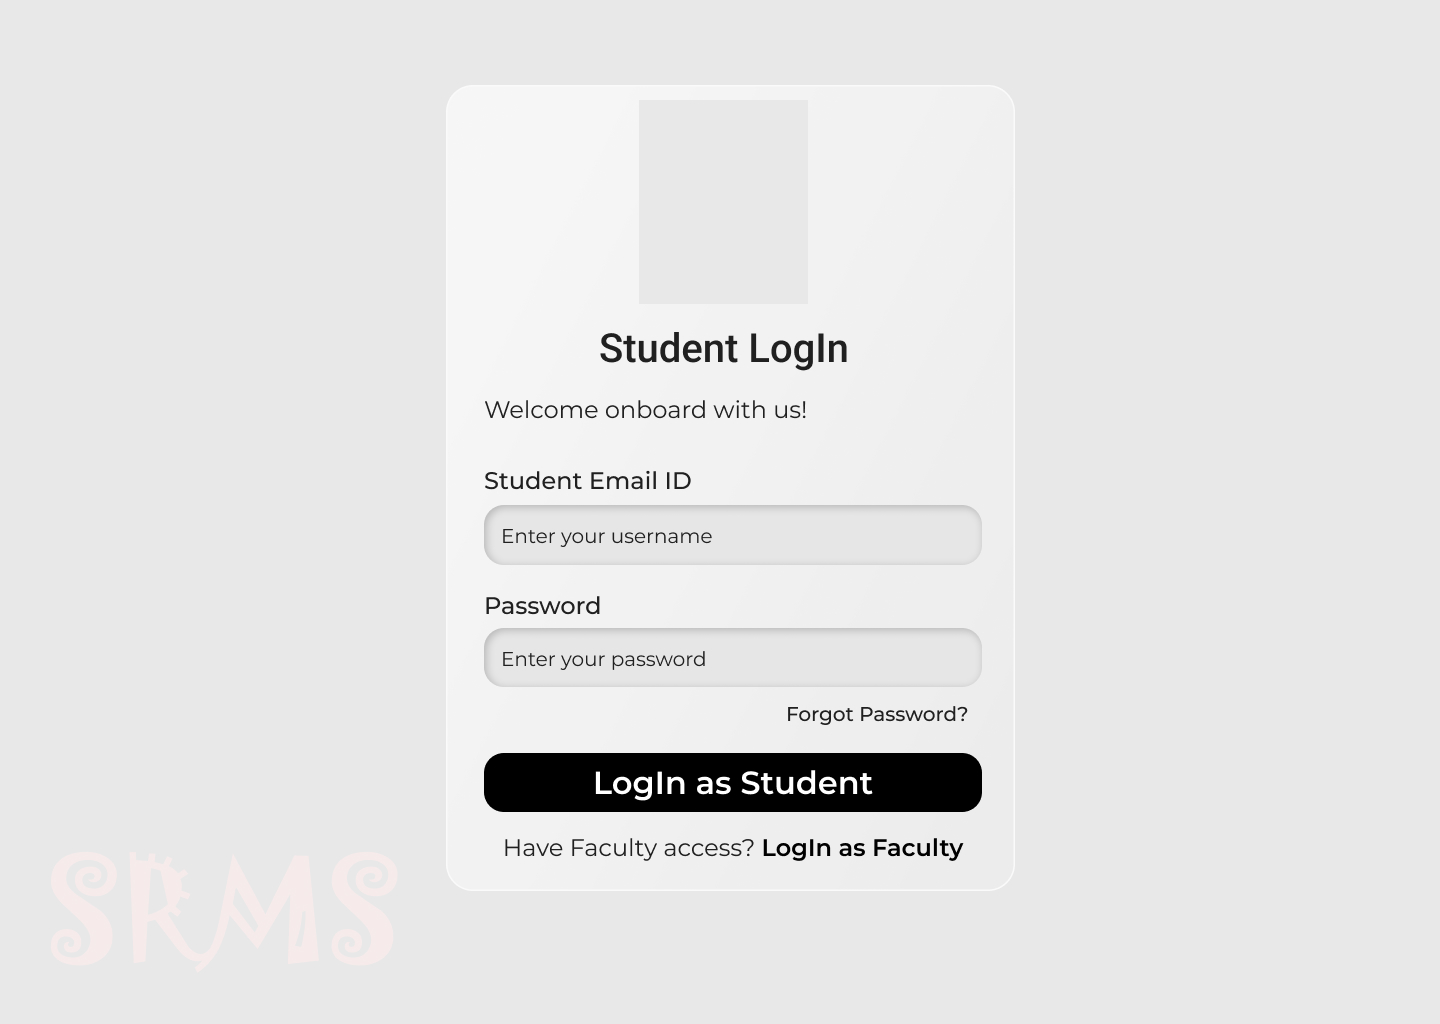 Student LogIn
Welcome onboard with us!
Student Email ID
Enter your username
Password
Enter your password
Forgot Password?
LogIn as Student
Have Faculty access? LogIn as Faculty
SRMS